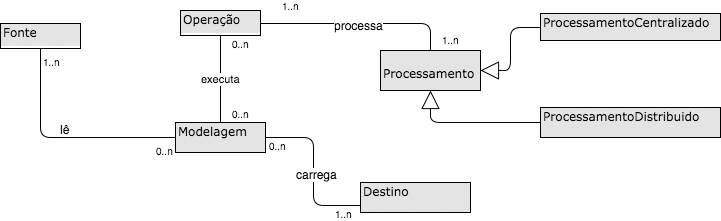 1..n
Operação
ProcessamentoCentralizado
Fonte
processa
0..n
1..n
1..n
Processamento
executa
0..n
ProcessamentoDistribuido
lê
Modelagem
0..n
0..n
carrega
Destino
1..n